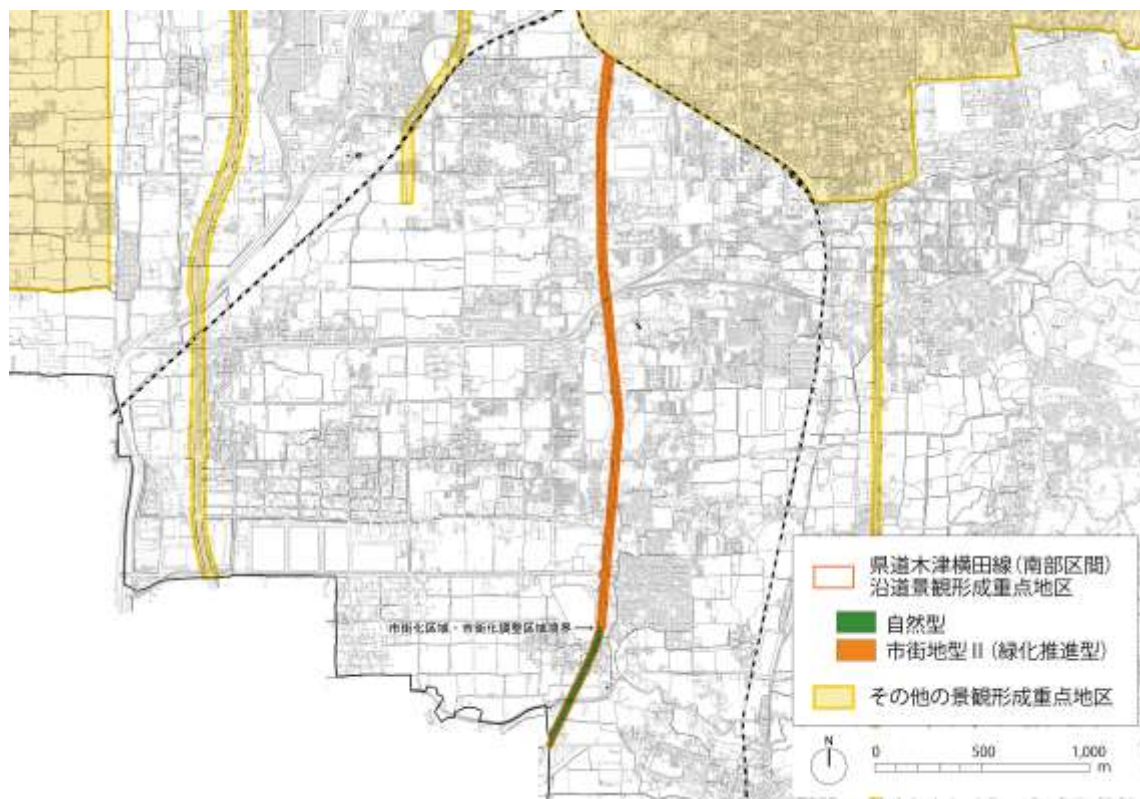 市街化区域・市街化調整区域境界
県道木津横田線(南部区間)
沿道景観形成重点地区
自然型
市街地型Ⅱ(緑化推進型)
その他の景観形成重点地区
N
0 500 1,000
m